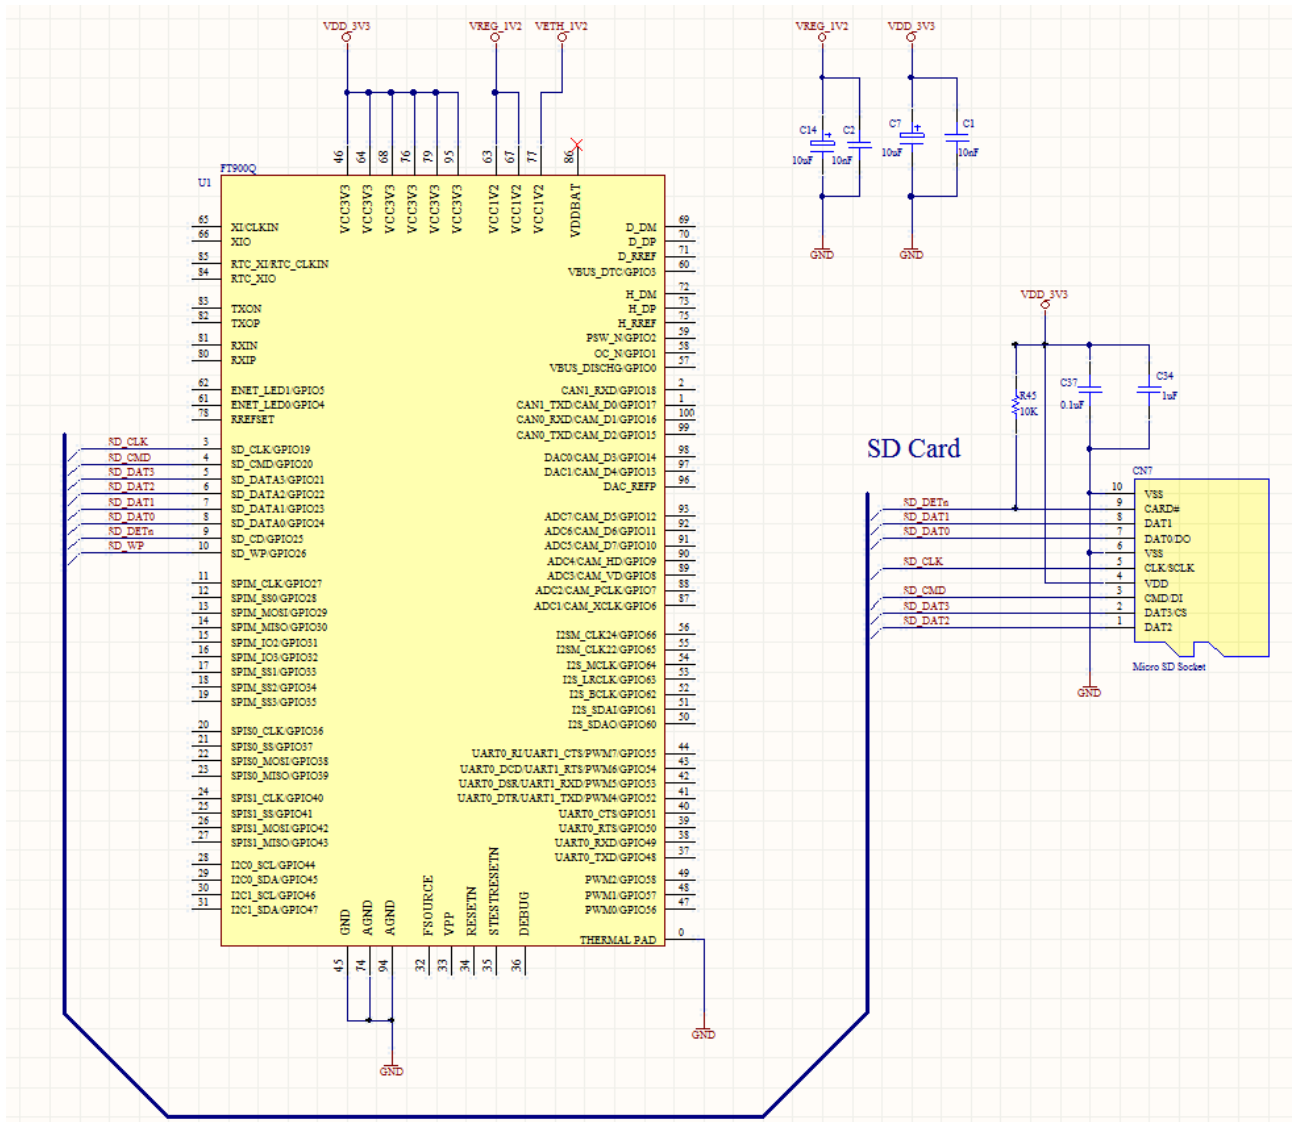 VDD_3V3
VREG_1V2
VETH_1V2
VREG_1V2
VDD_3V3
C14
10uF
C2
10nF
C7
10uF
C1
10nF
46
64
68
76
79
95
63
67
77
86
FT900Q
U1
VCC3V3
VCC3V3
VCC3V3
VCC3V3
VCC3V3
VCC3V3
VCC1V2
VCC1V2
VCC1V2
VDDBAT
GND
GND
65 XI/CLKIN
66 XIO
85 RTC_XI/RTC_CLKIN
84 RTC_XIO
83 TXON
82 TXOP
81 RXIN
80 RXIP
62 ENET_LED1/GPIO5
61 ENET_LED0/GPIO4
78 RREFSET
SD_CLK 3 SD_CLK/GPIO19
SD_CMD 4 SD_CMD/GPIO20
SD_DAT3 5 SD_DATA3/GPIO21
SD_DAT2 6 SD_DATA2/GPIO22
SD_DAT1 7 SD_DATA1/GPIO23
SD_DAT0 8 SD_DATA0/GPIO24
SD_DETn 9 SD_CD/GPIO25
SD_WP 10 SD_WP/GPIO26
11 SPIM_CLK/GPIO27
12 SPIM_SS0/GPIO28
13 SPIM_MOSI/GPIO29
14 SPIM_MISO/GPIO30
15 SPIM_IO2/GPIO31
16 SPIM_IO3/GPIO32
17 SPIM_SS1/GPIO33
18 SPIM_SS2/GPIO34
19 SPIM_SS3/GPIO35
20 SPIS0_CLK/GPIO36
21 SPIS0_SS/GPIO37
22 SPIS0_MOSI/GPIO38
23 SPIS0_MISO/GPIO39
24 SPIS1_CLK/GPIO40
25 SPIS1_SS/GPIO41
26 SPIS1_MOSI/GPIO42
27 SPIS1_MISO/GPIO43
28 I2C0_SCL/GPIO44
29 I2C0_SDA/GPIO45
30 I2C1_SCL/GPIO46
31 I2C1_SDA/GPIO47
D_DM 69
D_DP 70
D_RREF 71
VBUS_DTC/GPIO3 60
H_DM 72
H_DP 73
H_RREF 75
PSW_N/GPIO2 59
OC_N/GPIO1 58
VBUS_DISCHG/GPIO0 57
CAN1_RXD/GPIO18 2
CAN1_TXD/CAM_D0/GPIO17 1
CAN0_RXD/CAM_D1/GPIO16 100
CAN0_TXD/CAM_D2/GPIO15 99
DAC0/CAM_D3/GPIO14 98
DAC1/CAM_D4/GPIO13 97
DAC_REFP 96
ADC7/CAM_D5/GPIO12 93
ADC6/CAM_D6/GPIO11 92
ADC5/CAM_D7/GPIO10 91
ADC4/CAM_HD/GPIO9 90
ADC3/CAM_VD/GPIO8 89
ADC2/CAM_PCLK/GPIO7 88
ADC1/CAM_XCLK/GPIO6 87
I2SM_CLK24/GPIO66 56
I2SM_CLK22/GPIO65 55
I2S_MCLK/GPIO64 54
I2S_LRCLK/GPIO63 53
I2S_BCLK/GPIO62 52
I2S_SDAI/GPIO61 51
I2S_SDAO/GPIO60 50
UART0_RI/UART1_CTS/PWM7/GPIO55 44
UART0_DCD/UART1_RTS/PWM6/GPIO54 43
UART0_DSR/UART1_RXD/PWM5/GPIO53 42
UART0_DTR/UART1_TXD/PWM4/GPIO52 41
UART0_CTS/GPIO51 40
UART0_RTS/GPIO50 39
UART0_RXD/GPIO49 38
UART0_TXD/GPIO48 37
PWM2/GPIO58 49
PWM1/GPIO57 48
PWM0/GPIO56 47
THERMAL PAD 0
GND
AGND
AGND
FSOURCE
VPP
RESETN
STESTRESETN
DEBUG
45
74
94
32
33
34
35
36
GND
GND
VDD_3V3
R45
10K
C37
0.1uF
C34
1uF
SD Card
CN7
10 VSS
SD_DETn 9 CARD#
SD_DAT1 8 DAT1
SD_DAT0 7 DAT0/DO
6 VSS
SD_CLK 5 CLK/SCLK
4 VDD
SD_CMD 3 CMD/DI
SD_DAT3 2 DAT3/CS
SD_DAT2 1 DAT2
Micro SD Socket
GND